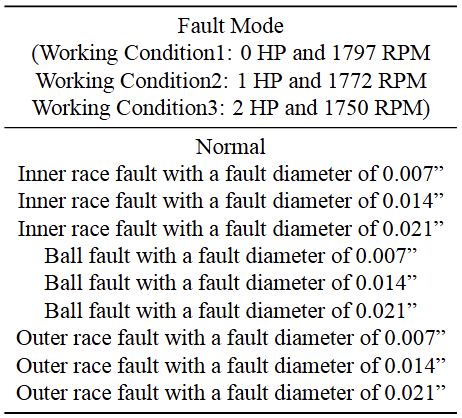 Fault Mode
(Working Condition1: 0 HP and 1797 RPM
Working Condition2: 1 HP and 1772 RPM
Working Condition3: 2 HP and 1750 RPM)
Normal
Inner race fault with a fault diameter of 0.007”
Inner race fault with a fault diameter of 0.014”
Inner race fault with a fault diameter of 0.021”
Ball fault with a fault diameter of 0.007”
Ball fault with a fault diameter of 0.014”
Ball fault with a fault diameter of 0.021”
Outer race fault with a fault diameter of 0.007”
Outer race fault with a fault diameter of 0.014”
Outer race fault with a fault diameter of 0.021”